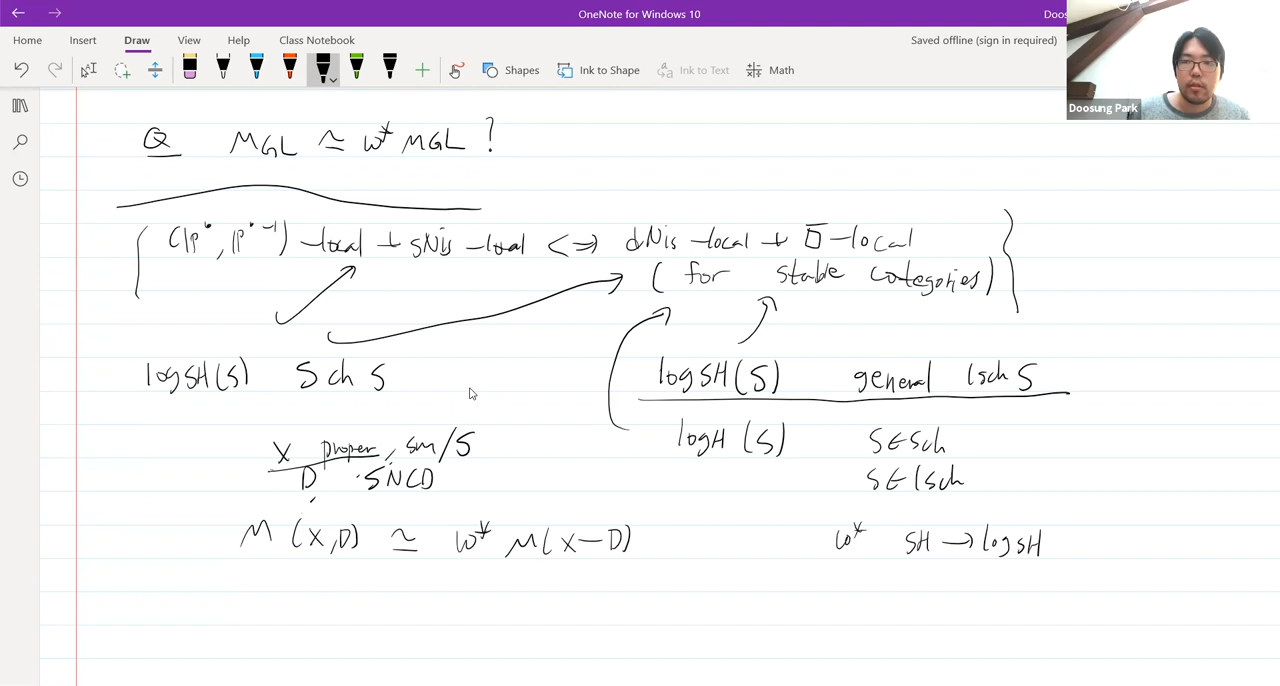 OneNote for Windows 10
Doos
Home Insert Draw View Help Class Notebook Saved offline (sign in required)
Shapes Ink to Shape Ink to Text Math
Doosung Park
Q MGL ≃ ω* MGL ?
(ℙ^•, ℙ^•-1) -local + sNis -local <=> dNis -local + □̄ -local
( for stable categories)
logSH(S) Sch S logSH(S) general lSch S
X proper, sm/S logH (S) S∈Sch
D SNCD S∈lSch
M (X,D) ≃ ω* M(X-D) ω* SH → logSH